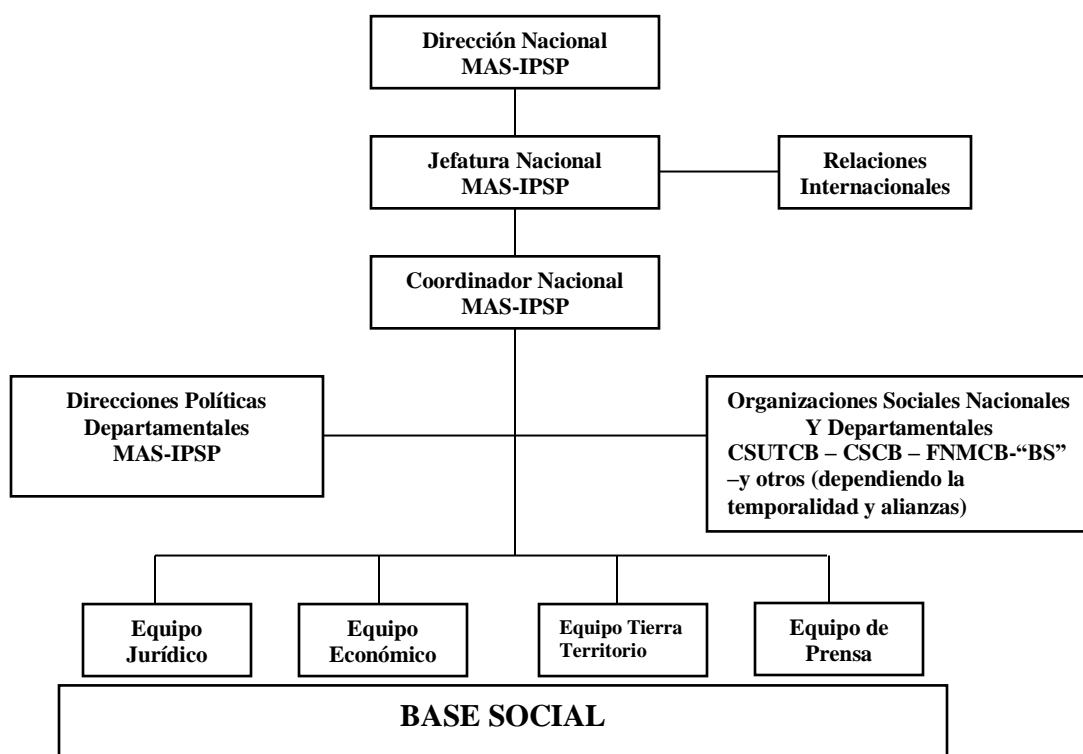 Dirección Nacional
MAS-IPSP
Jefatura Nacional
MAS-IPSP
Relaciones
Internacionales
Coordinador Nacional
MAS-IPSP
Direcciones Políticas
Departamentales
MAS-IPSP
Organizaciones Sociales Nacionales
Y Departamentales
CSUTCB – CSCB – FNMCB-“BS”
–y otros (dependiendo la
temporalidad y alianzas)
Equipo
Jurídico
Equipo
Económico
Equipo Tierra
Territorio
Equipo de
Prensa
BASE SOCIAL